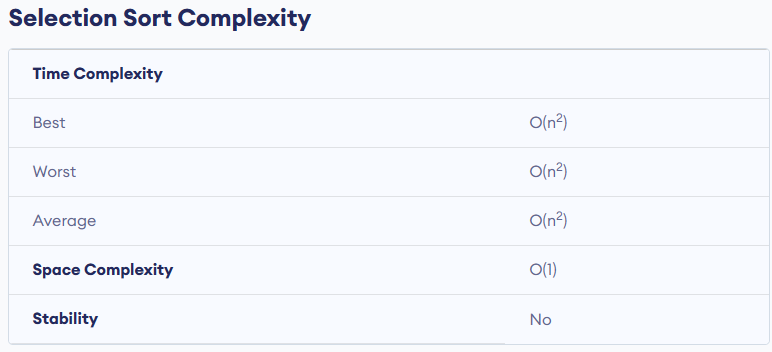 Selection Sort Complexity
Time Complexity
Best O(n²)
Worst O(n²)
Average O(n²)
Space Complexity O(1)
Stability No